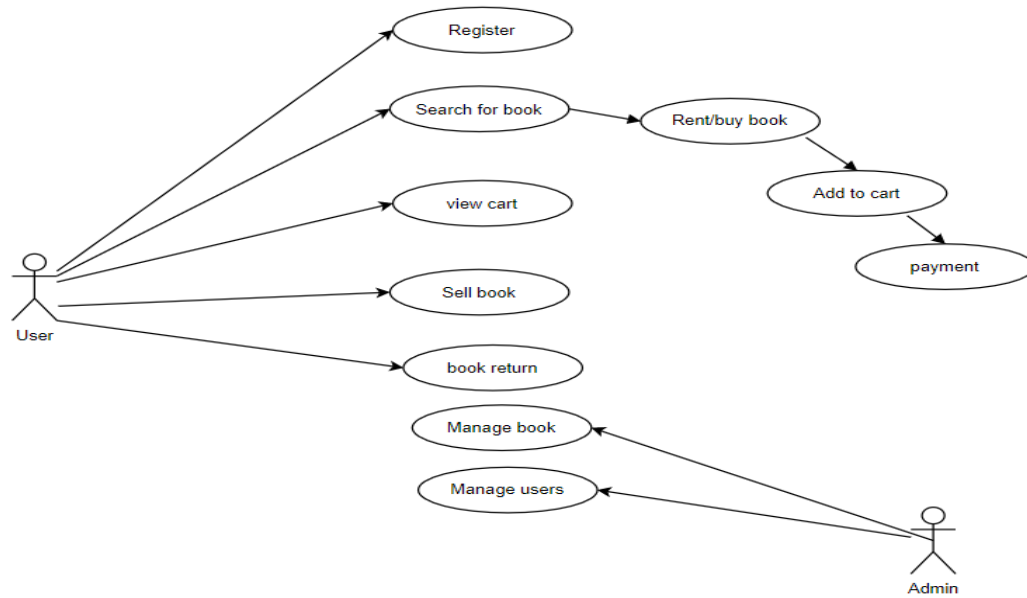 Register
Search for book
Rent/buy book
Add to cart
view cart
payment
Sell book
User
book return
Manage book
Manage users
Admin